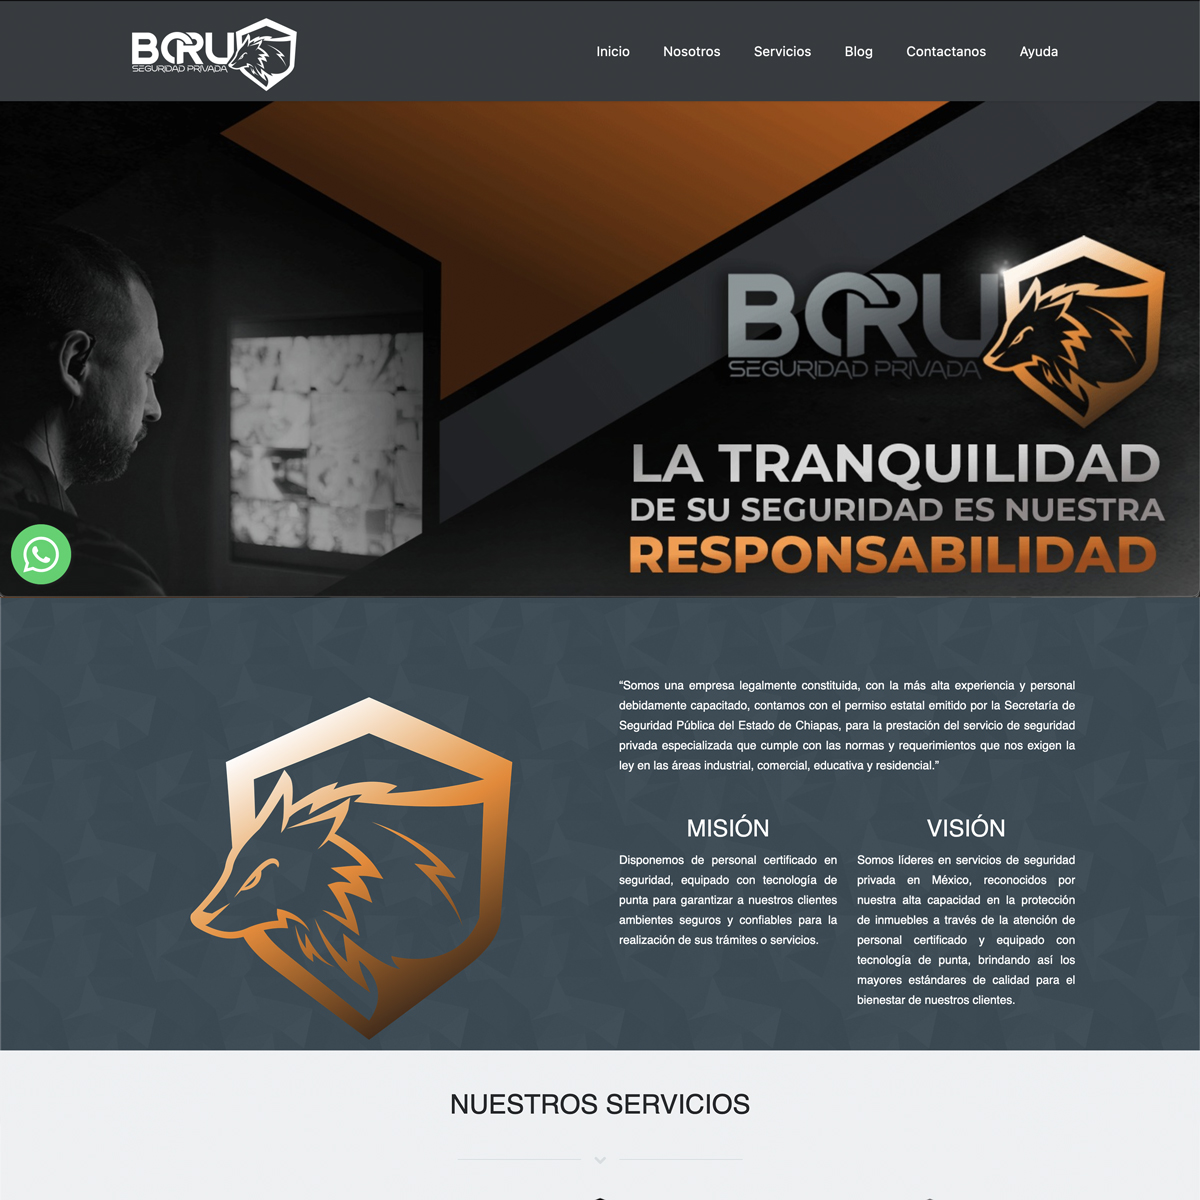 BORU
SEGURIDAD PRIVADA
Inicio Nosotros Servicios Blog Contactanos Ayuda
BORU
SEGURIDAD PRIVADA
LA TRANQUILIDAD
DE SU SEGURIDAD ES NUESTRA
RESPONSABILIDAD
“Somos una empresa legalmente constituida, con la más alta experiencia y personal
debidamente capacitado, contamos con el permiso estatal emitido por la Secretaría de
Seguridad Pública del Estado de Chiapas, para la prestación del servicio de seguridad
privada especializada que cumple con las normas y requerimientos que nos exigen la
ley en las áreas industrial, comercial, educativa y residencial.”
MISIÓN
Disponemos de personal certificado en
seguridad, equipado con tecnología de
punta para garantizar a nuestros clientes
ambientes seguros y confiables para la
realización de sus trámites o servicios.
VISIÓN
Somos líderes en servicios de seguridad
privada en México, reconocidos por
nuestra alta capacidad en la protección
de inmuebles a través de la atención de
personal certificado y equipado con
tecnología de punta, brindando así los
mayores estándares de calidad para el
bienestar de nuestros clientes.
NUESTROS SERVICIOS